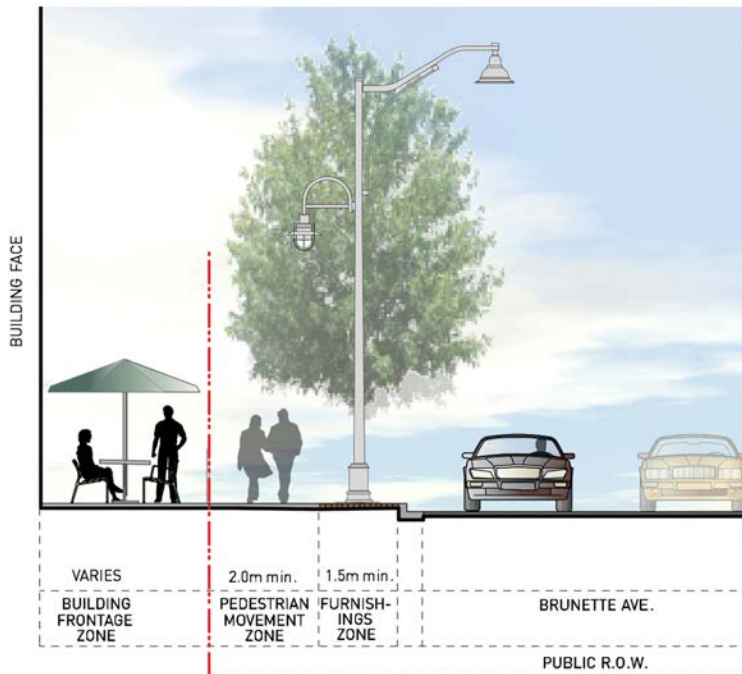 BUILDING FACE
VARIES
2.0m min.
1.5m min.
BUILDING
FRONTAGE
ZONE
PEDESTRIAN
MOVEMENT
ZONE
FURNISH-
INGS
ZONE
BRUNETTE AVE.
PUBLIC R.O.W.